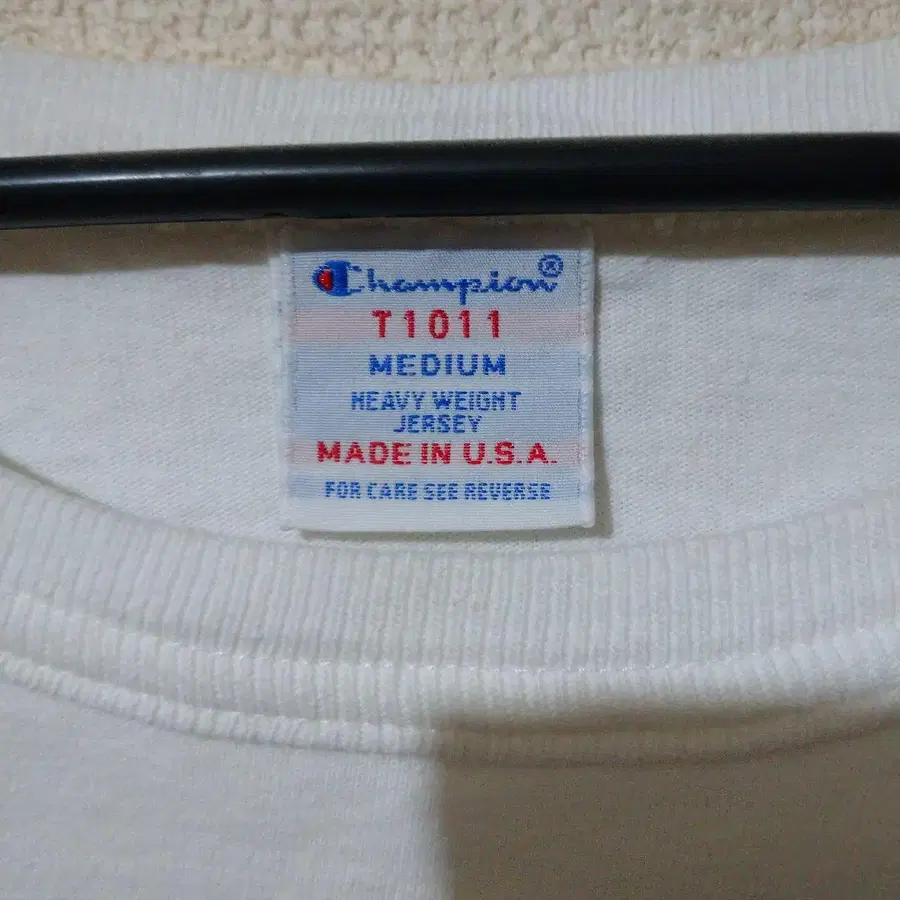 Champion®
T1011
MEDIUM
HEAVY WEIGHT
JERSEY
MADE IN U.S.A.
FOR CARE SEE REVERSE